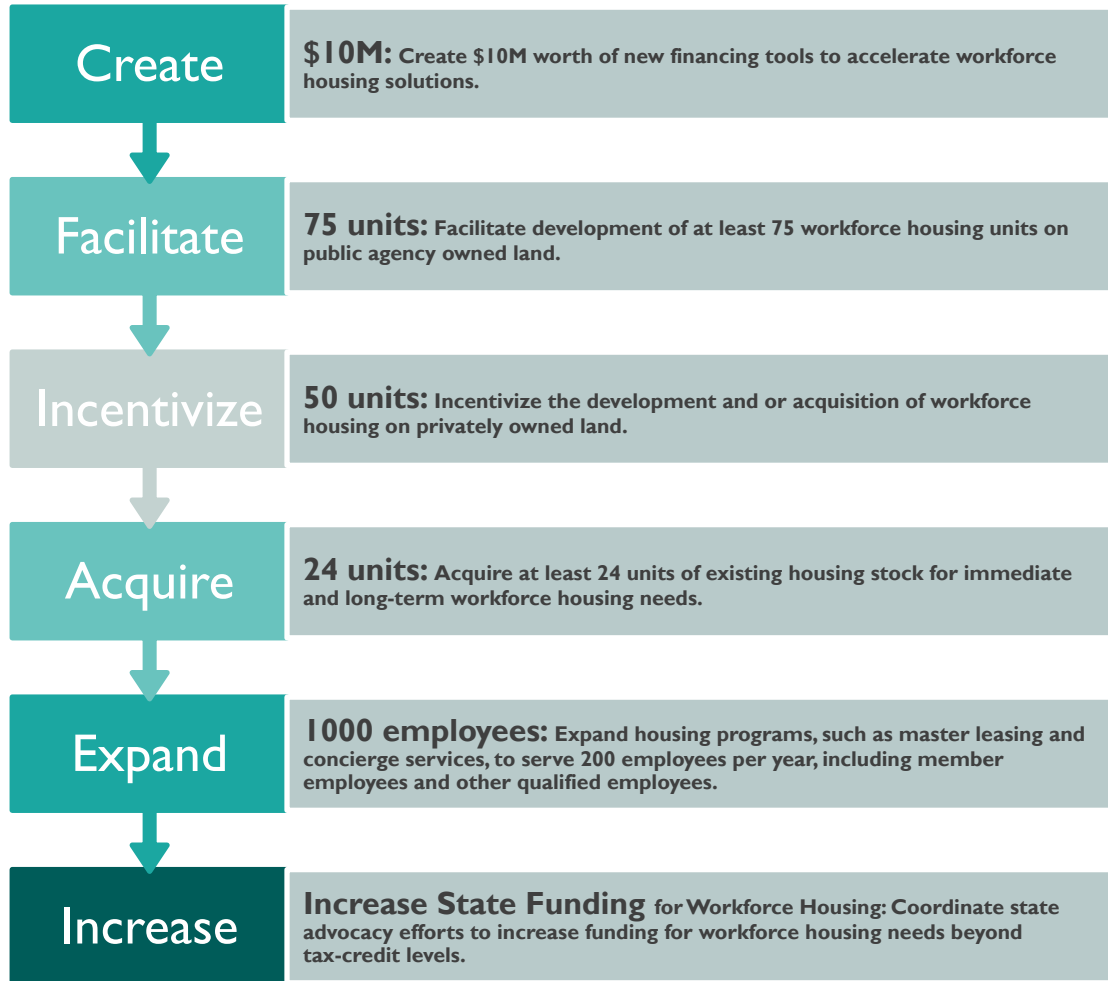 Create
$10M: Create $10M worth of new financing tools to accelerate workforce
housing solutions.
Facilitate
75 units: Facilitate development of at least 75 workforce housing units on
public agency owned land.
Incentivize
50 units: Incentivize the development and or acquisition of workforce
housing on privately owned land.
Acquire
24 units: Acquire at least 24 units of existing housing stock for immediate
and long-term workforce housing needs.
Expand
1000 employees: Expand housing programs, such as master leasing and
concierge services, to serve 200 employees per year, including member
employees and other qualified employees.
Increase
Increase State Funding for Workforce Housing: Coordinate state
advocacy efforts to increase funding for workforce housing needs beyond
tax-credit levels.